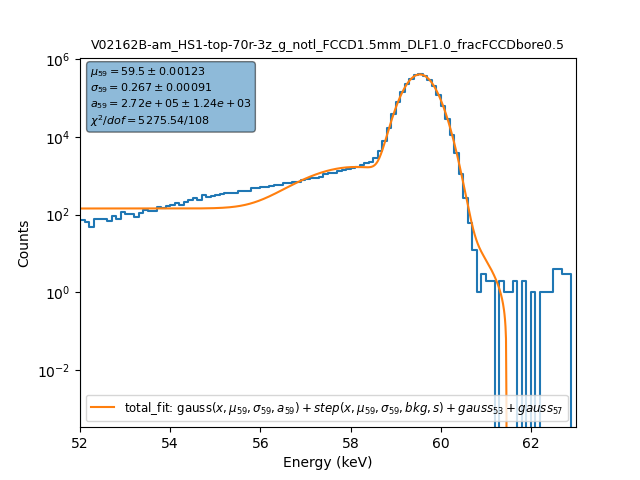 V02162B-am_HS1-top-70r-3z_g_notl_FCCD1.5mm_DLF1.0_fracFCCDbore0.5
μ₅₉ = 59.5 ± 0.00123
σ₅₉ = 0.267 ± 0.00091
a₅₉ = 2.72e + 05 ± 1.24e + 03
χ²/dof = 5275.54/108
10⁶
10⁴
10²
10⁰
10⁻²
Counts
total_fit: gauss(x, μ₅₉, σ₅₉, a₅₉) + step(x, μ₅₉, σ₅₉, bkg, s) + gauss₅₃ + gauss₅₇
52 54 56 58 60 62
Energy (keV)